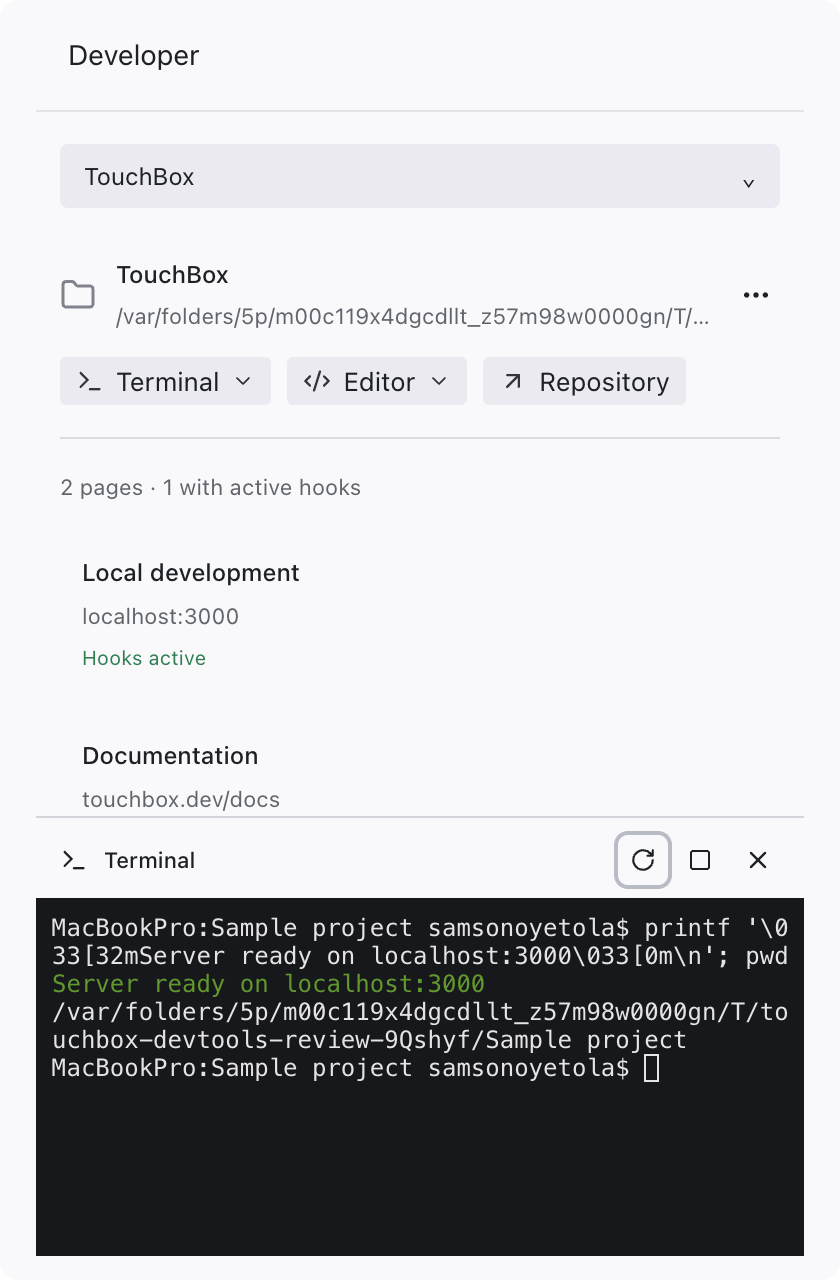 Developer
TouchBox
TouchBox
/var/folders/5p/m00c119x4dgcdllt_z57m98w0000gn/T/...
>_ Terminal
</> Editor
Repository
2 pages · 1 with active hooks
Local development
localhost:3000
Hooks active
Documentation
touchbox.dev/docs
>_ Terminal
MacBookPro:Sample project samsonoyetola$ printf '\0
33[32mServer ready on localhost:3000\033[0m\n'; pwd
Server ready on localhost:3000
/var/folders/5p/m00c119x4dgcdllt_z57m98w0000gn/T/to
uchbox-devtools-review-9Qshyf/Sample project
MacBookPro:Sample project samsonoyetola$